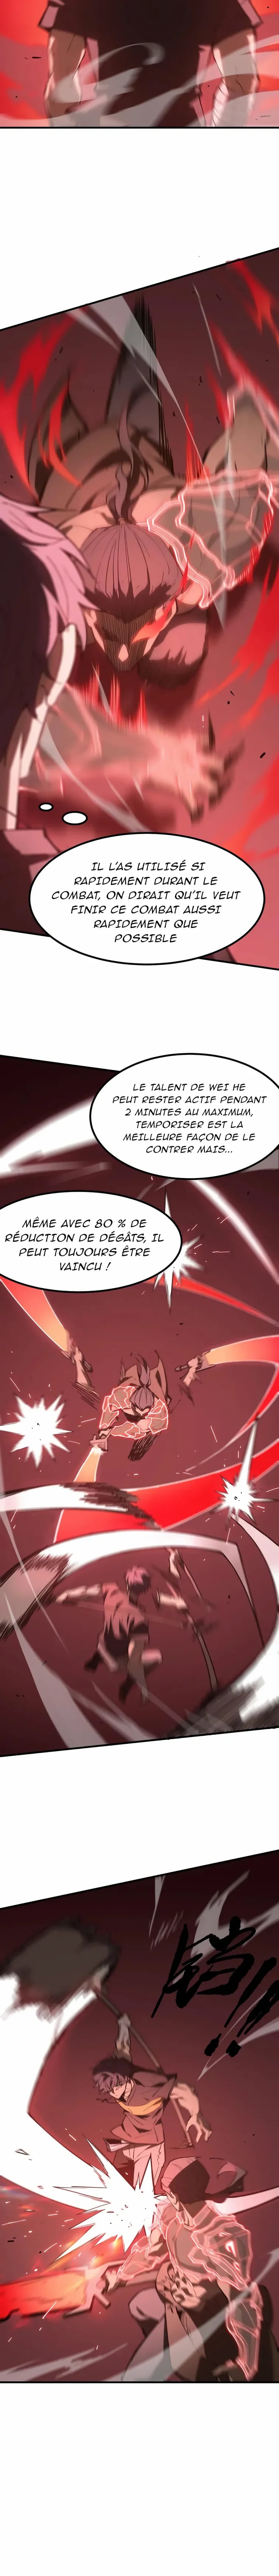 IL L'AS UTILISÉ SI
RAPIDEMENT DURANT LE
COMBAT, ON DIRAIT QU'IL VEUT
FINIR CE COMBAT AUSSI
RAPIDEMENT QUE
POSSIBLE
LE TALENT DE WEI HE
PEUT RESTER ACTIF PENDANT
2 MINUTES AU MAXIMUM,
TEMPORISER EST LA
MEILLEURE FAÇON DE LE
CONTRER MAIS...
MÊME AVEC 80 % DE
RÉDUCTION DE DÉGÂTS, IL
PEUT TOUJOURS ÊTRE
VAINCU !
铛!!